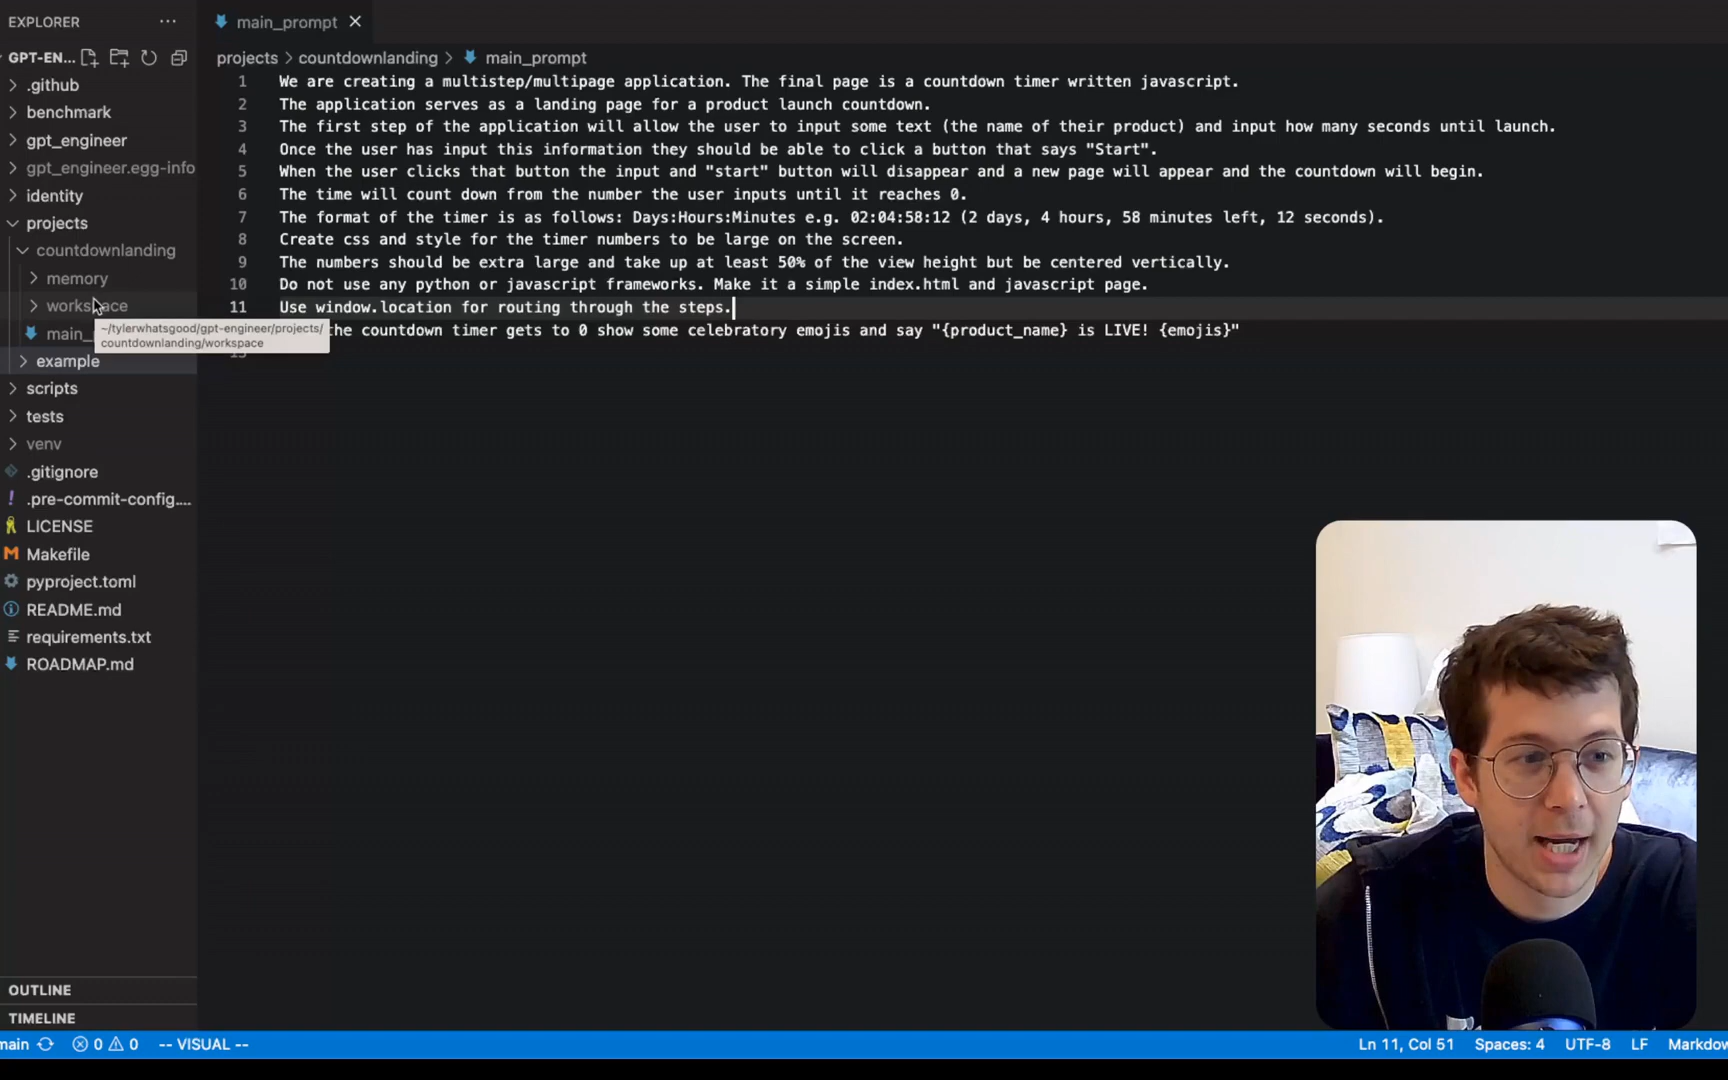 EXPLORER
main_prompt
GPT-EN...
projects > countdownlanding > main_prompt
.github
benchmark
gpt_engineer
gpt_engineer.egg-info
identity
projects
countdownlanding
memory
workspace
main_
~/tylerwhatsgood/gpt-engineer/projects/
countdownlanding/workspace
example
scripts
tests
venv
.gitignore
.pre-commit-config....
LICENSE
Makefile
pyproject.toml
README.md
requirements.txt
ROADMAP.md
OUTLINE
TIMELINE
1 We are creating a multistep/multipage application. The final page is a countdown timer written javascript.
2 The application serves as a landing page for a product launch countdown.
3 The first step of the application will allow the user to input some text (the name of their product) and input how many seconds until launch.
4 Once the user has input this information they should be able to click a button that says "Start".
5 When the user clicks that button the input and "start" button will disappear and a new page will appear and the countdown will begin.
6 The time will count down from the number the user inputs until it reaches 0.
7 The format of the timer is as follows: Days:Hours:Minutes e.g. 02:04:58:12 (2 days, 4 hours, 58 minutes left, 12 seconds).
8 Create css and style for the timer numbers to be large on the screen.
9 The numbers should be extra large and take up at least 50% of the view height but be centered vertically.
10 Do not use any python or javascript frameworks. Make it a simple index.html and javascript page.
11 Use window.location for routing through the steps.
the countdown timer gets to 0 show some celebratory emojis and say "{product_name} is LIVE! {emojis}"
main 0 0 -- VISUAL -- Ln 11, Col 51 Spaces: 4 UTF-8 LF Markdow